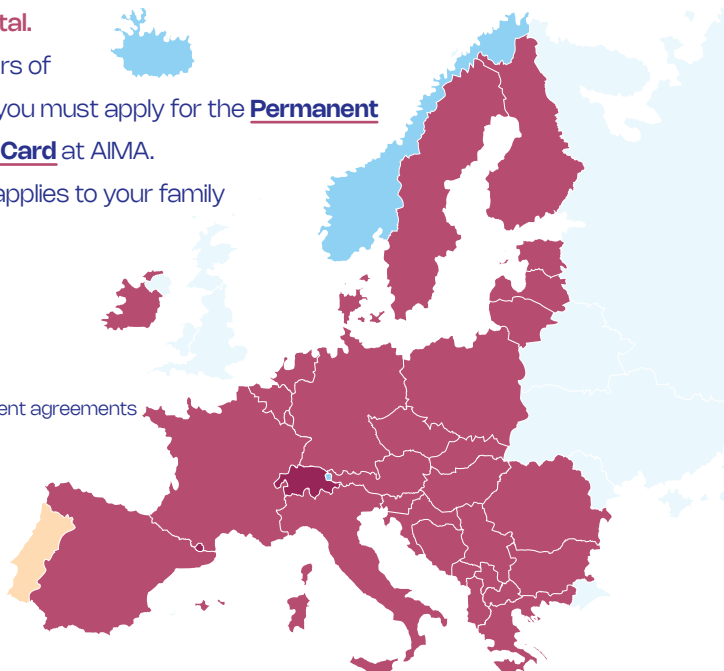 tal.
rs of
you must apply for the Permanent
Card at AIMA.
applies to your family
ent agreements